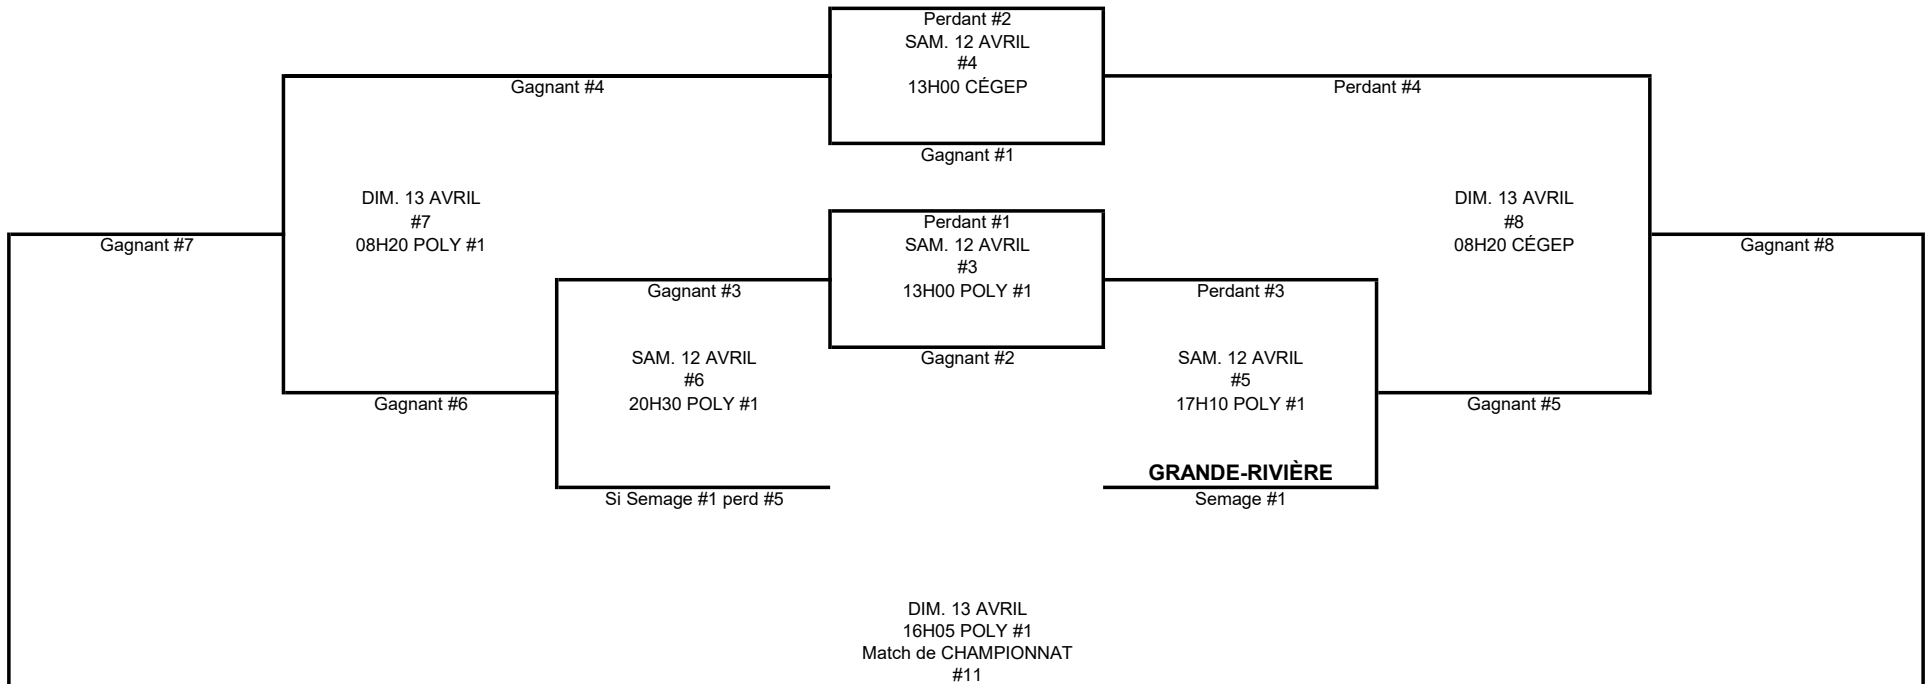 Perdant #2
SAM. 12 AVRIL
#4
13H00 CÉGEP
Gagnant #4
Perdant #4
Gagnant #1
DIM. 13 AVRIL
#7
08H20 POLY #1
Gagnant #7
Perdant #1
SAM. 12 AVRIL
#3
13H00 POLY #1
DIM. 13 AVRIL
#8
08H20 CÉGEP
Gagnant #8
Gagnant #3
Perdant #3
Gagnant #2
SAM. 12 AVRIL
#6
20H30 POLY #1
SAM. 12 AVRIL
#5
17H10 POLY #1
Gagnant #6
Gagnant #5
GRANDE-RIVIÈRE
Si Semage #1 perd #5
Semage #1
DIM. 13 AVRIL
16H05 POLY #1
Match de CHAMPIONNAT
#11